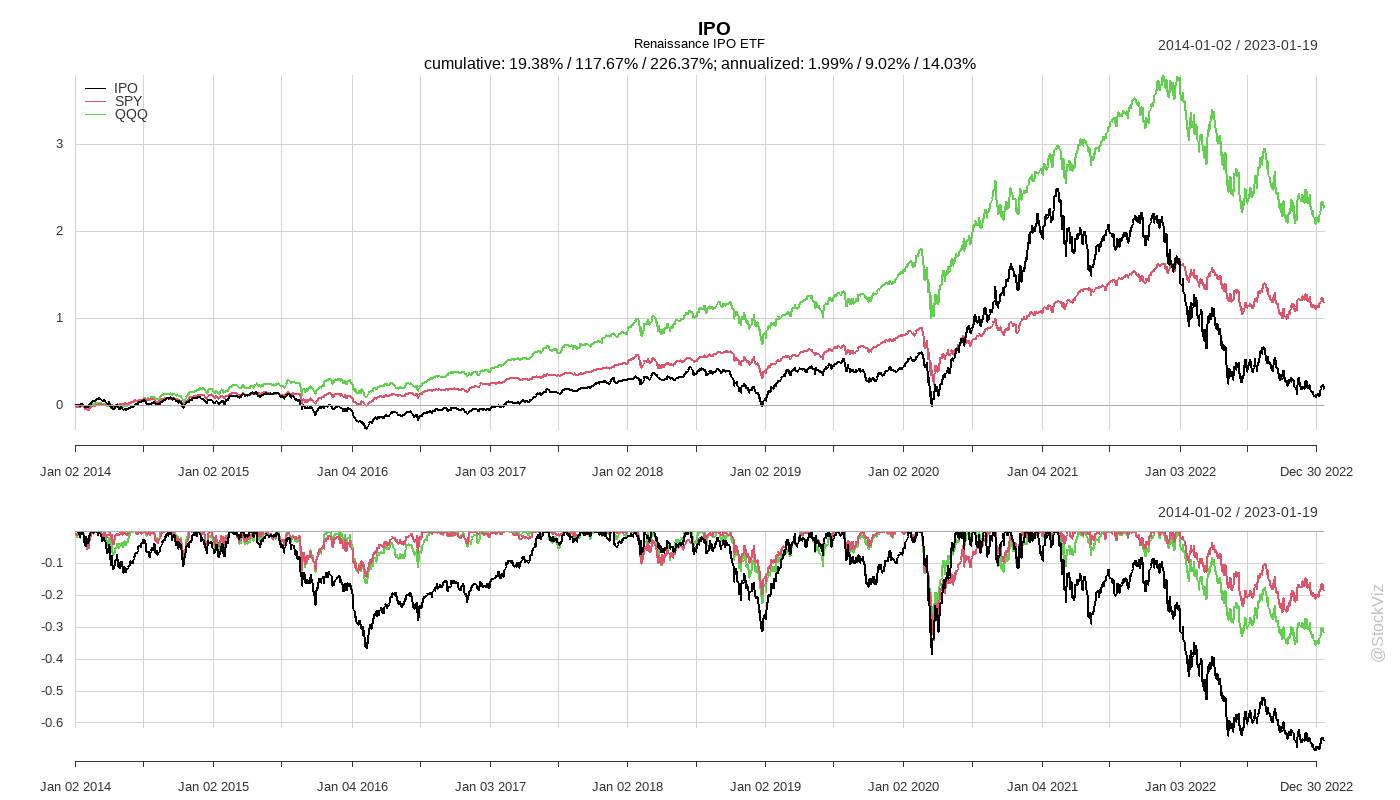 IPO
Renaissance IPO ETF
2014-01-02 / 2023-01-19
cumulative: 19.38% / 117.67% / 226.37%; annualized: 1.99% / 9.02% / 14.03%
IPO
SPY
QQQ
3
2
1
0
Jan 02 2014 Jan 02 2015 Jan 04 2016 Jan 03 2017 Jan 02 2018 Jan 02 2019 Jan 02 2020 Jan 04 2021 Jan 03 2022 Dec 30 2022
2014-01-02 / 2023-01-19
-0.1
-0.2
-0.3
-0.4
-0.5
-0.6
@StockViz
Jan 02 2014 Jan 02 2015 Jan 04 2016 Jan 03 2017 Jan 02 2018 Jan 02 2019 Jan 02 2020 Jan 04 2021 Jan 03 2022 Dec 30 2022